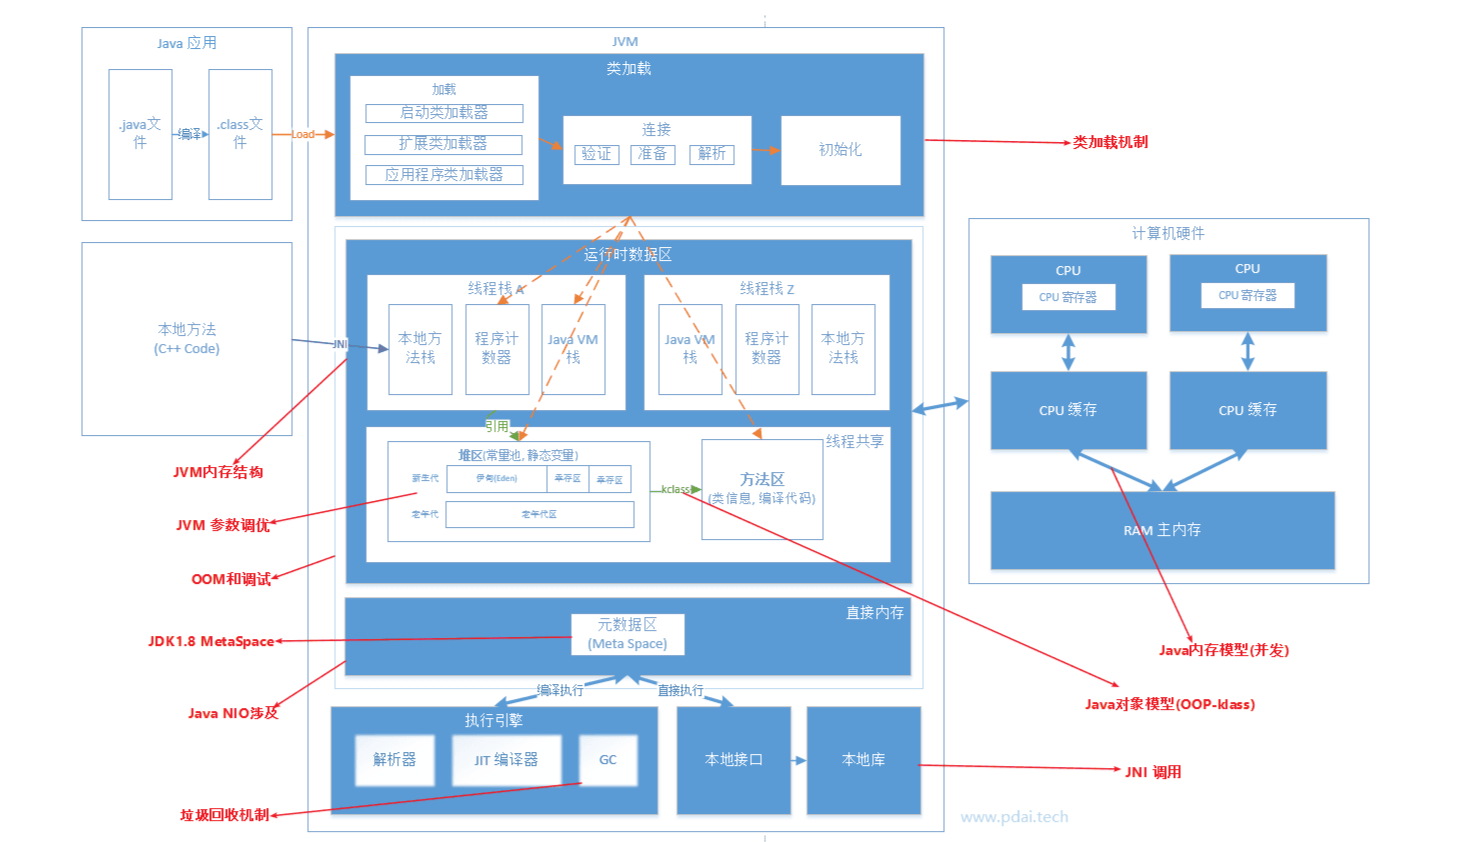 Java 应用
.java文
件
编译
.class文
件
Load
JVM
类加载
加载
启动类加载器
扩展类加载器
应用程序类加载器
连接
验证
准备
解析
初始化
类加载机制
本地方法
(C++ Code)
JNI
运行时数据区
线程栈 A
本地方
法栈
程序计
数器
Java VM
栈
线程栈 Z
Java VM
栈
程序计
数器
本地方
法栈
引用
线程共享
堆区(常量池, 静态变量)
新生代
伊甸(Eden)
幸存区
幸存区
老年代
老年代区
kclass
方法区
(类信息, 编译代码)
计算机硬件
CPU
CPU 寄存器
CPU
CPU 寄存器
CPU 缓存
CPU 缓存
RAM 主内存
JVM内存结构
JVM 参数调优
OOM和调试
直接内存
元数据区
(Meta Space)
JDK1.8 MetaSpace
Java NIO涉及
Java内存模型(并发)
Java对象模型(OOP-klass)
编译执行
直接执行
执行引擎
解析器
JIT 编译器
GC
本地接口
本地库
JNI 调用
垃圾回收机制
www.pdai.tech